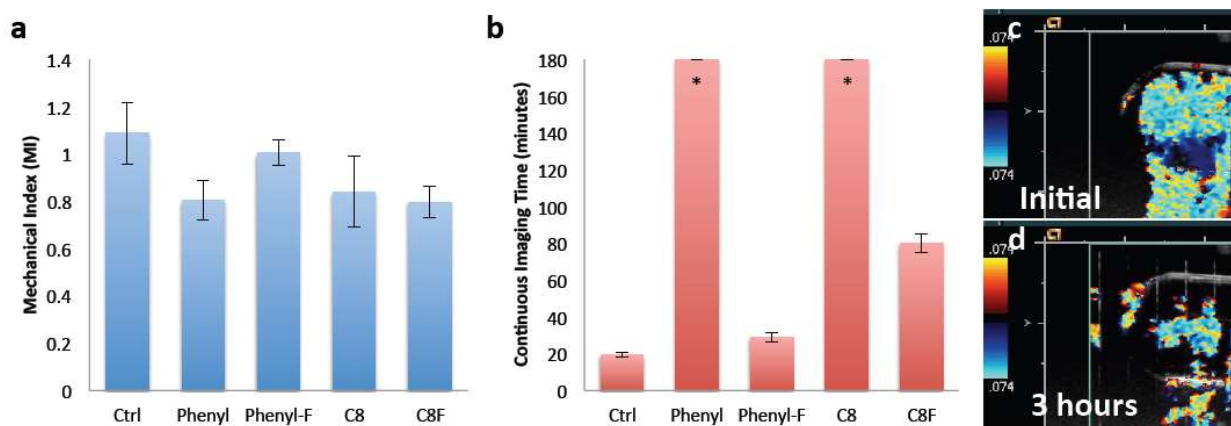 a
Mechanical Index (MI)
1.4
1.2
1
0.8
0.6
0.4
0.2
0
Ctrl Phenyl Phenyl-F C8 C8F
b
Continuous Imaging Time (minutes)
180
160
140
120
100
80
60
40
20
0
* *
Ctrl Phenyl Phenyl-F C8 C8F
c
.074
.074
Initial
d
.074
.074
3 hours